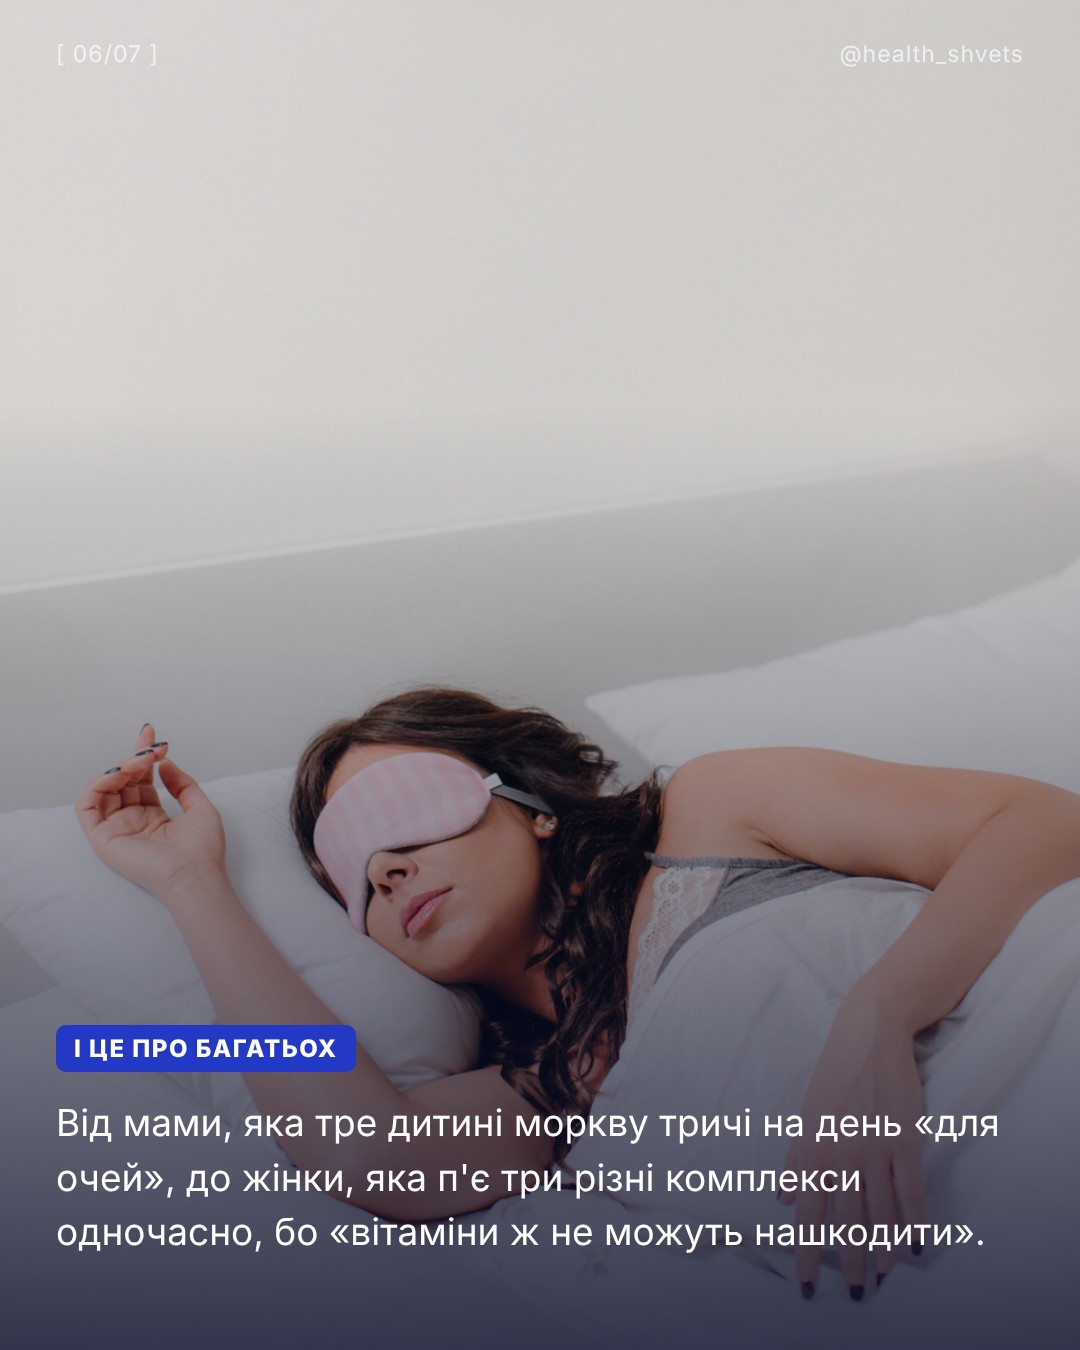 [ 06/07 ]
@health_shvets
І ЦЕ ПРО БАГАТЬОХ
Від мами, яка тре дитині моркву тричі на день «для
очей», до жінки, яка п'є три різні комплекси
одночасно, бо «вітаміни ж не можуть нашкодити».